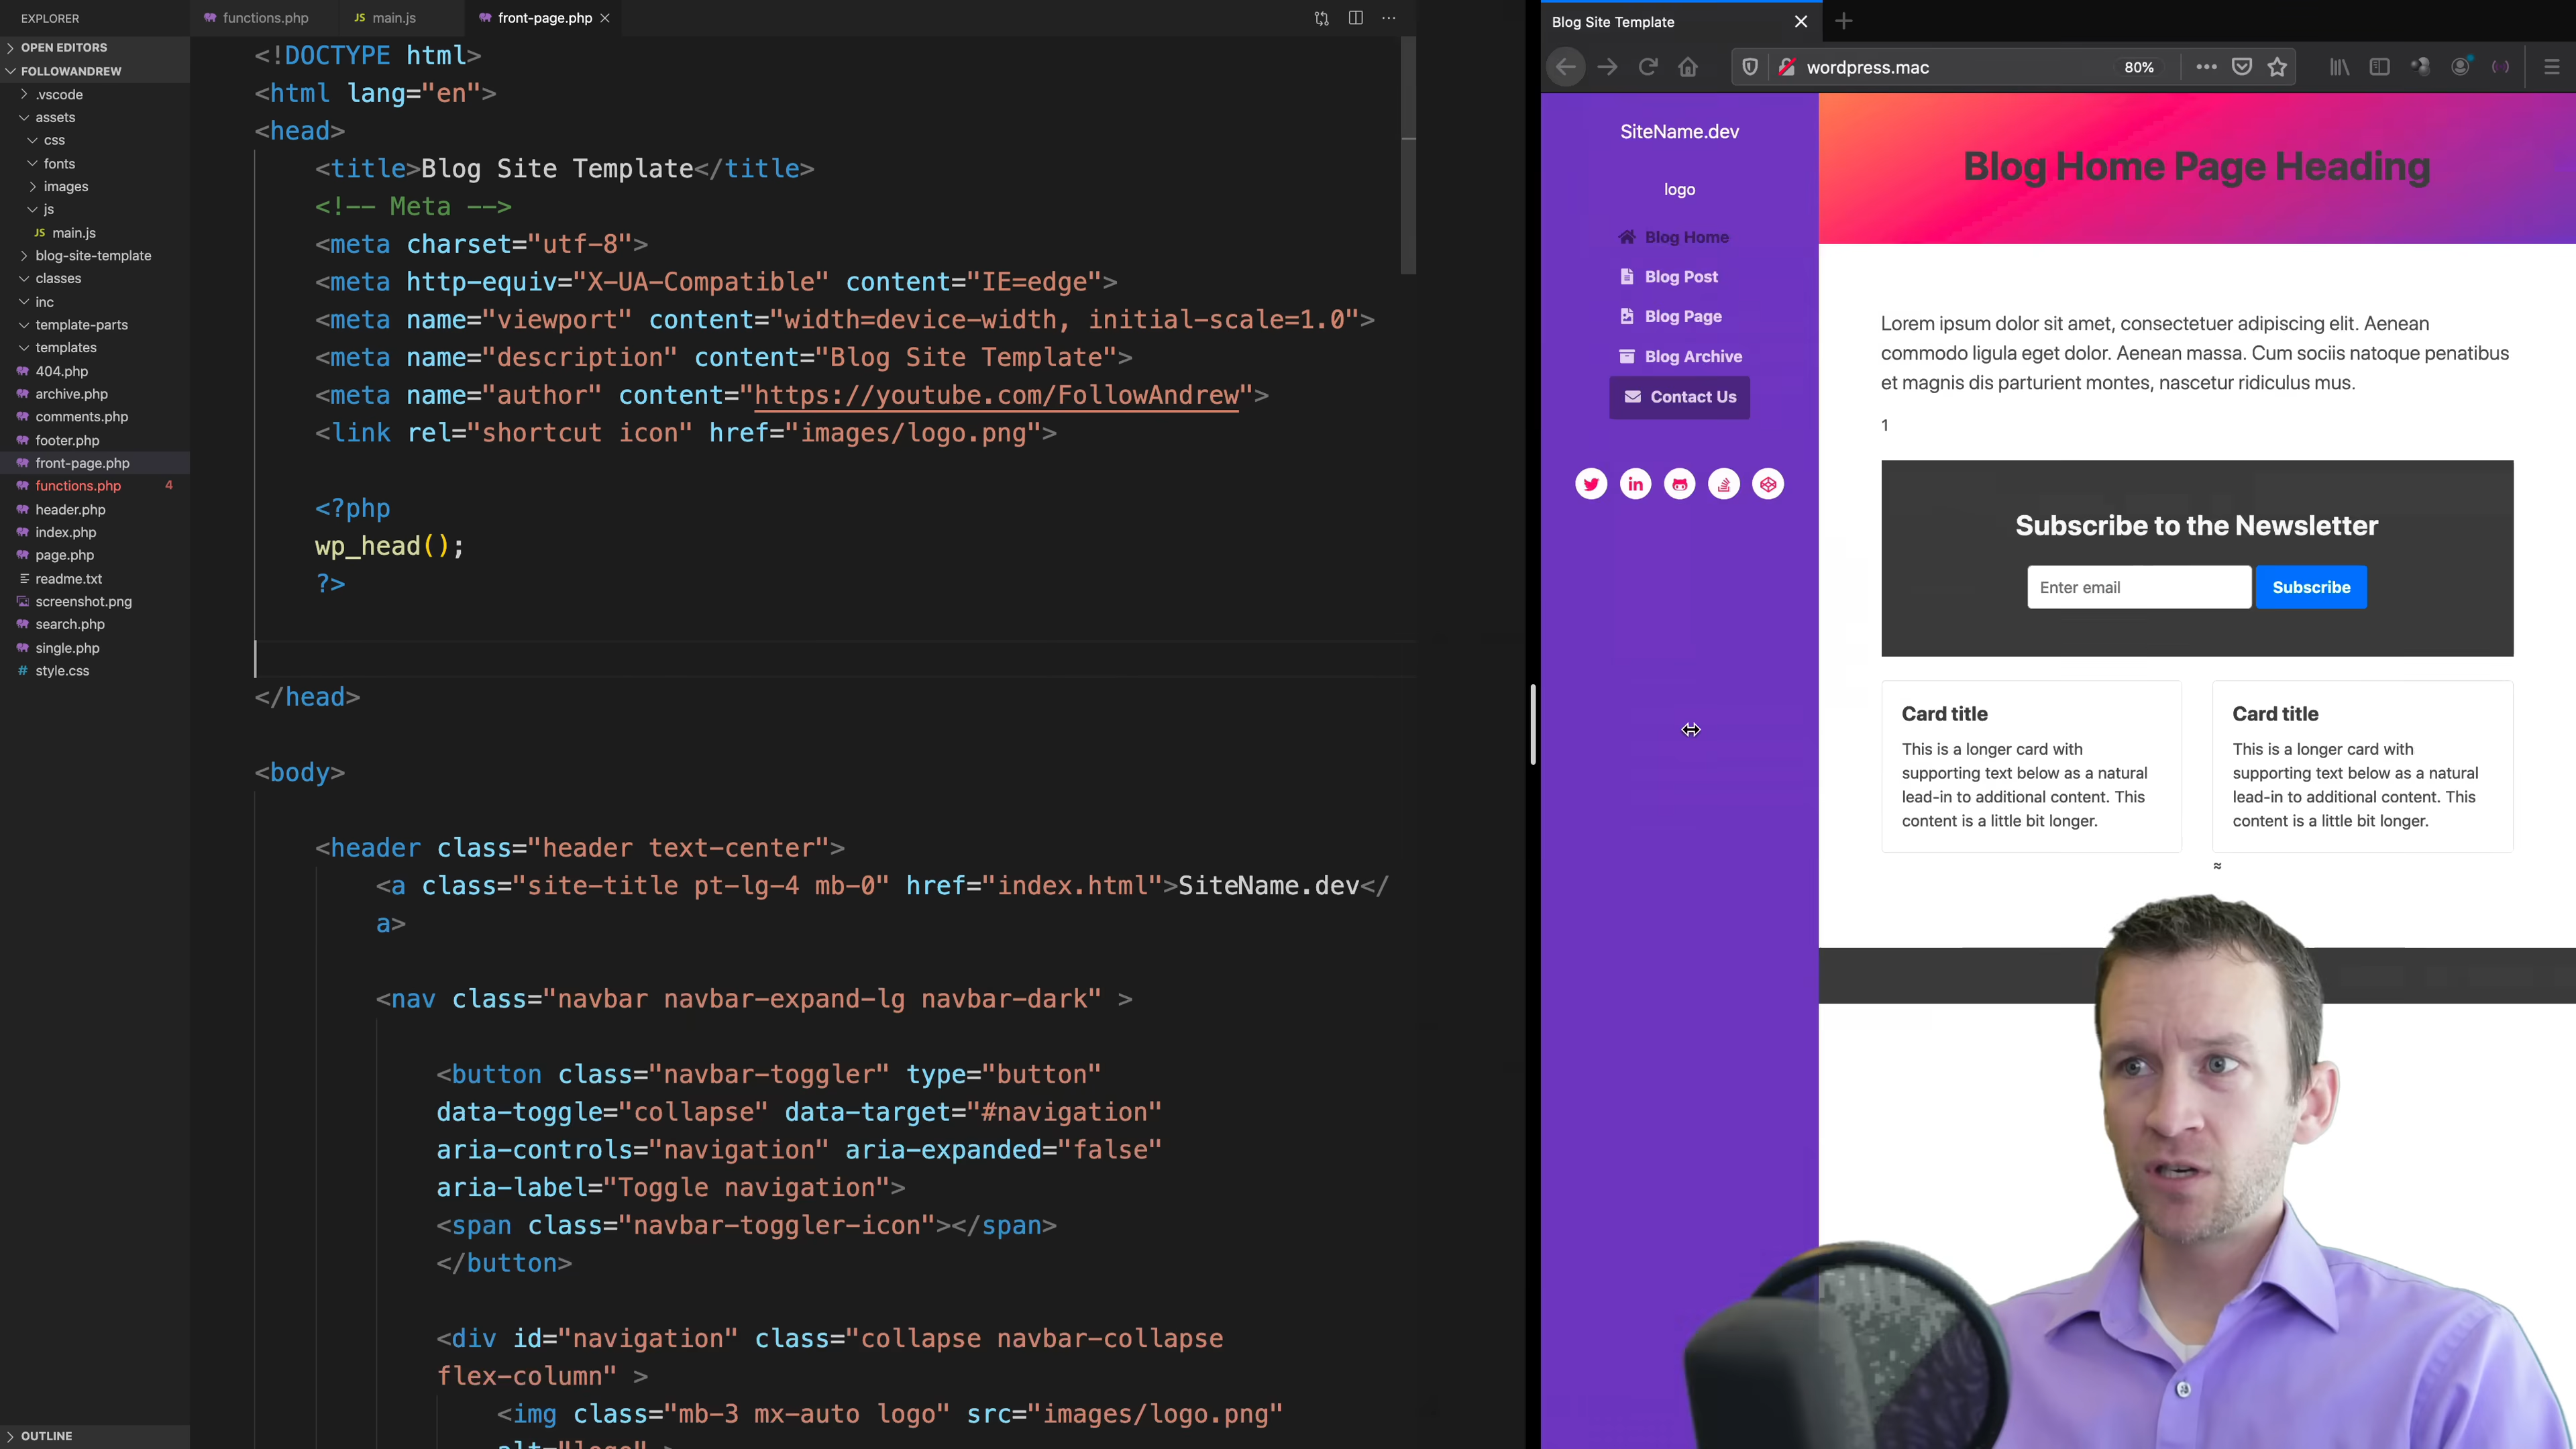 EXPLORER
OPEN EDITORS
FOLLOWANDREW
.vscode
assets
css
fonts
images
js
JS main.js
blog-site-template
classes
inc
template-parts
templates
404.php
archive.php
comments.php
footer.php
front-page.php
functions.php 4
header.php
index.php
page.php
readme.txt
screenshot.png
search.php
single.php
# style.css
OUTLINE
functions.php
JS main.js
front-page.php
<!DOCTYPE html>
<html lang="en">
<head>
<title>Blog Site Template</title>
<!-- Meta -->
<meta charset="utf-8">
<meta http-equiv="X-UA-Compatible" content="IE=edge">
<meta name="viewport" content="width=device-width, initial-scale=1.0">
<meta name="description" content="Blog Site Template">
<meta name="author" content="https://youtube.com/FollowAndrew">
<link rel="shortcut icon" href="images/logo.png">
<?php
wp_head();
?>
</head>
<body>
<header class="header text-center">
<a class="site-title pt-lg-4 mb-0" href="index.html">SiteName.dev</
a>
<nav class="navbar navbar-expand-lg navbar-dark" >
<button class="navbar-toggler" type="button"
data-toggle="collapse" data-target="#navigation"
aria-controls="navigation" aria-expanded="false"
aria-label="Toggle navigation">
<span class="navbar-toggler-icon"></span>
</button>
<div id="navigation" class="collapse navbar-collapse
flex-column" >
<img class="mb-3 mx-auto logo" src="images/logo.png"
alt="logo" >
Blog Site Template
wordpress.mac
80%
SiteName.dev
logo
Blog Home
Blog Post
Blog Page
Blog Archive
Contact Us
Blog Home Page Heading
Lorem ipsum dolor sit amet, consectetuer adipiscing elit. Aenean
commodo ligula eget dolor. Aenean massa. Cum sociis natoque penatibus
et magnis dis parturient montes, nascetur ridiculus mus.
1
Subscribe to the Newsletter
Enter email
Subscribe
Card title
This is a longer card with
supporting text below as a natural
lead-in to additional content. This
content is a little bit longer.
Card title
This is a longer card with
supporting text below as a natural
lead-in to additional content. This
content is a little bit longer.
≈